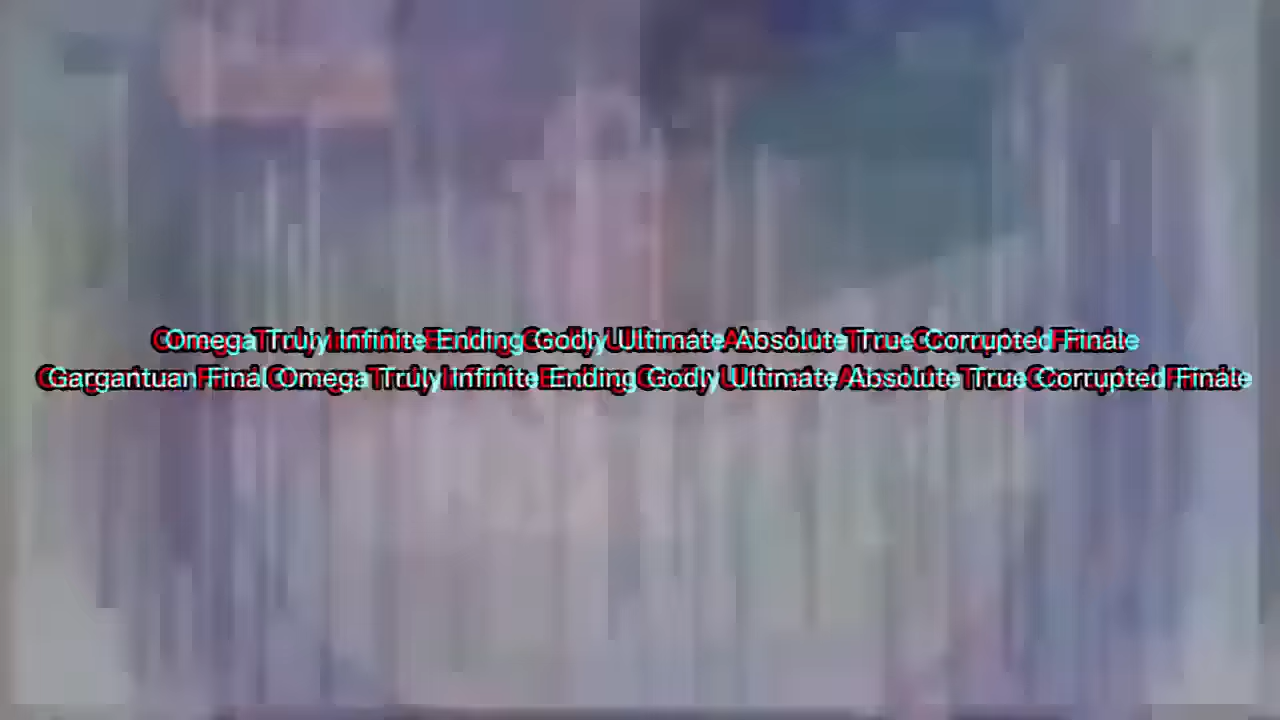 Omega Truly Infinite Ending Godly Ultimate Absolute True Corrupted Finale
Gargantuan Final Omega Truly Infinite Ending Godly Ultimate Absolute True Corrupted Finale